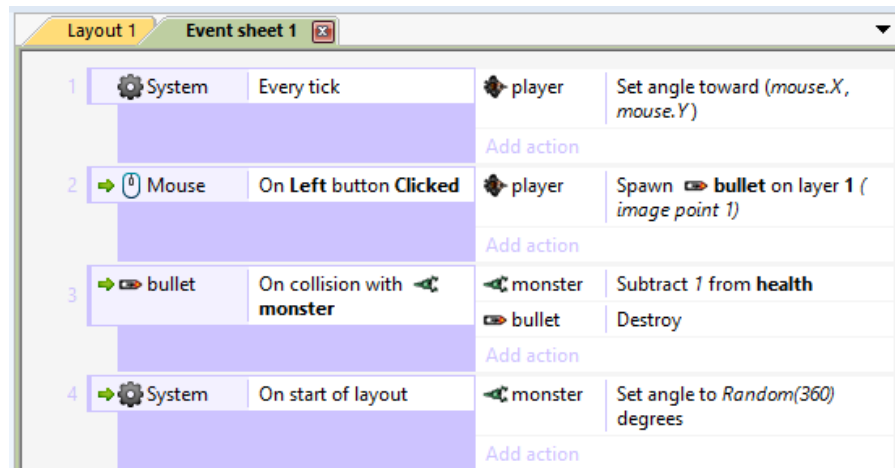 Layout 1 Event sheet 1
1 System Every tick player Set angle toward (mouse.X,
mouse.Y)
Add action
2 Mouse On Left button Clicked player Spawn bullet on layer 1 (
image point 1)
Add action
3 bullet On collision with monster monster Subtract 1 from health
bullet Destroy
Add action
4 System On start of layout monster Set angle to Random(360)
degrees
Add action